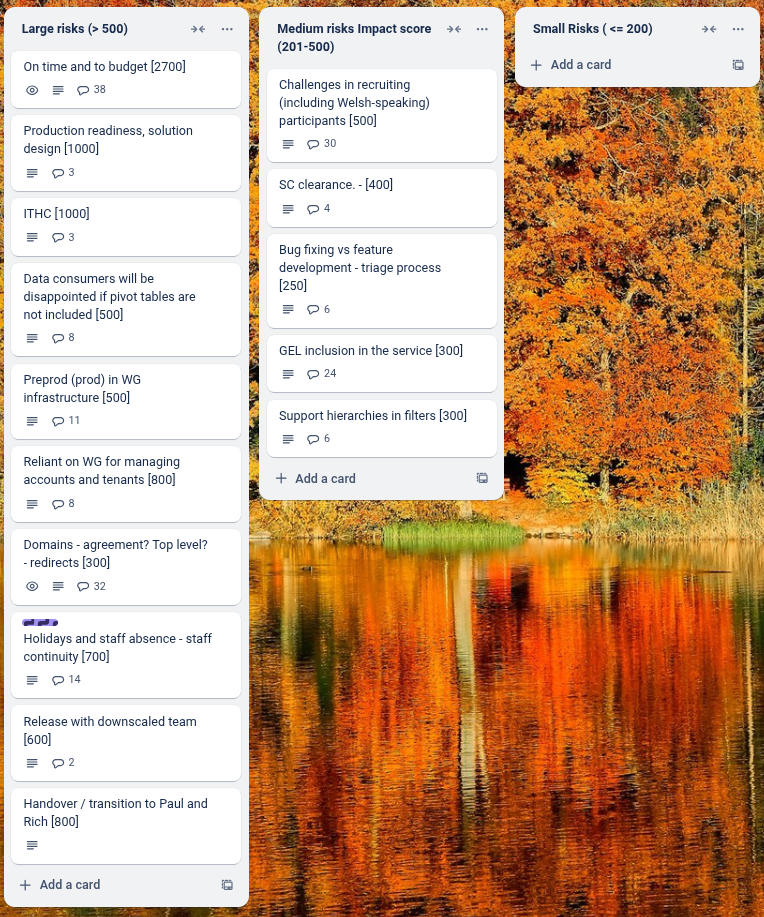 Large risks (> 500)
On time and to budget [2700]
38
Production readiness, solution
design [1000]
3
ITHC [1000]
3
Data consumers will be
disappointed if pivot tables are
not included [500]
8
Preprod (prod) in WG
infrastructure [500]
11
Reliant on WG for managing
accounts and tenants [800]
8
Domains - agreement? Top level?
- redirects [300]
32
Holidays and staff absence - staff
continuity [700]
14
Release with downscaled team
[600]
2
Handover / transition to Paul and
Rich [800]
Add a card
Medium risks Impact score
(201-500)
Challenges in recruiting
(including Welsh-speaking)
participants [500]
30
SC clearance. - [400]
4
Bug fixing vs feature
development - triage process
[250]
6
GEL inclusion in the service [300]
24
Support hierarchies in filters [300]
6
Add a card
Small Risks ( <= 200)
Add a card